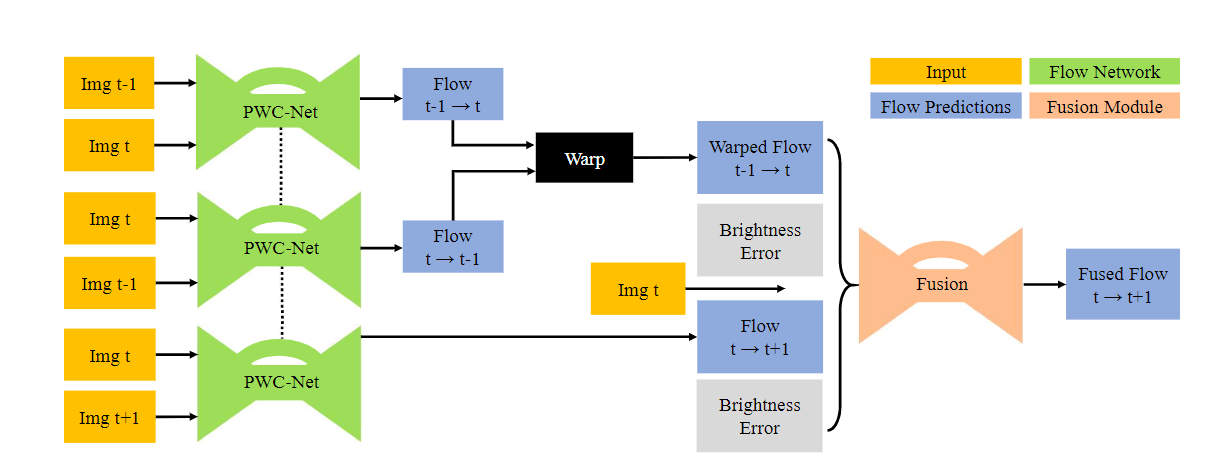 Img t-1
Img t
PWC-Net
Flow
t-1 → t
Img t
Img t-1
PWC-Net
Flow
t → t-1
Img t
Img t+1
PWC-Net
Warp
Warped Flow
t-1 → t
Brightness
Error
Img t
Flow
t → t+1
Brightness
Error
Fusion
Fused Flow
t → t+1
Input
Flow Network
Flow Predictions
Fusion Module